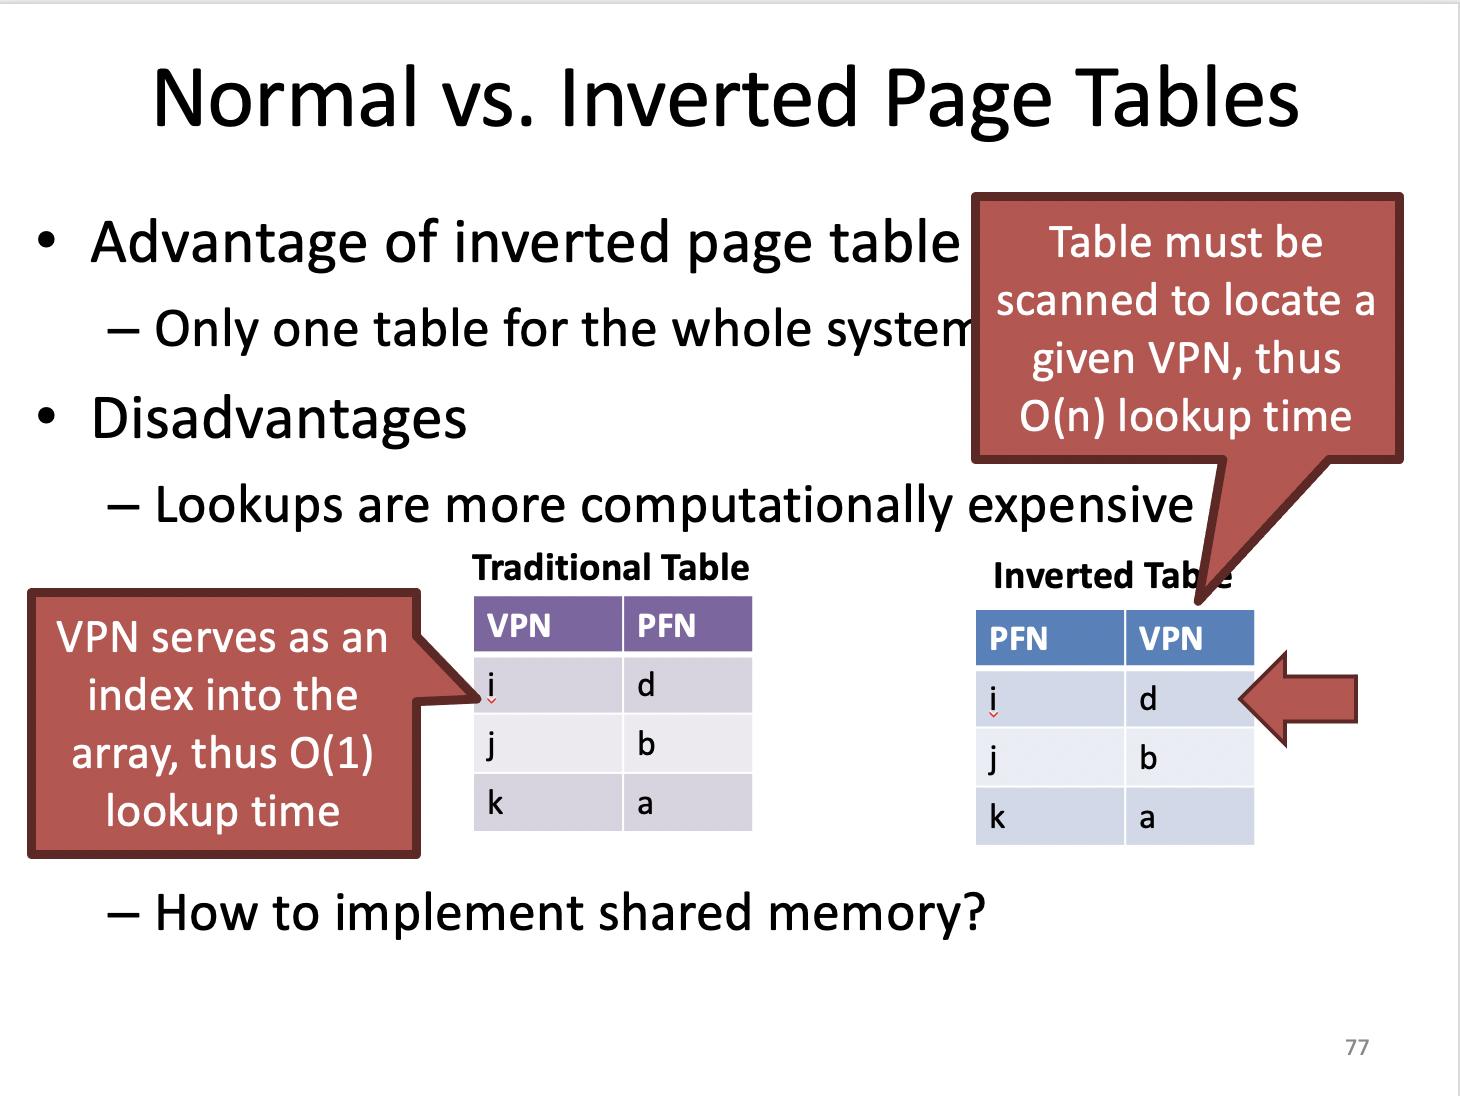 Normal vs. Inverted Page Tables
• Advantage of inverted page table
– Only one table for the whole system
• Disadvantages
– Lookups are more computationally expensive
Table must be
scanned to locate a
given VPN, thus
O(n) lookup time
VPN serves as an
index into the
array, thus O(1)
lookup time
Traditional Table
VPN PFN
i d
j b
k a
Inverted Table
PFN VPN
i d
j b
k a
– How to implement shared memory?
77